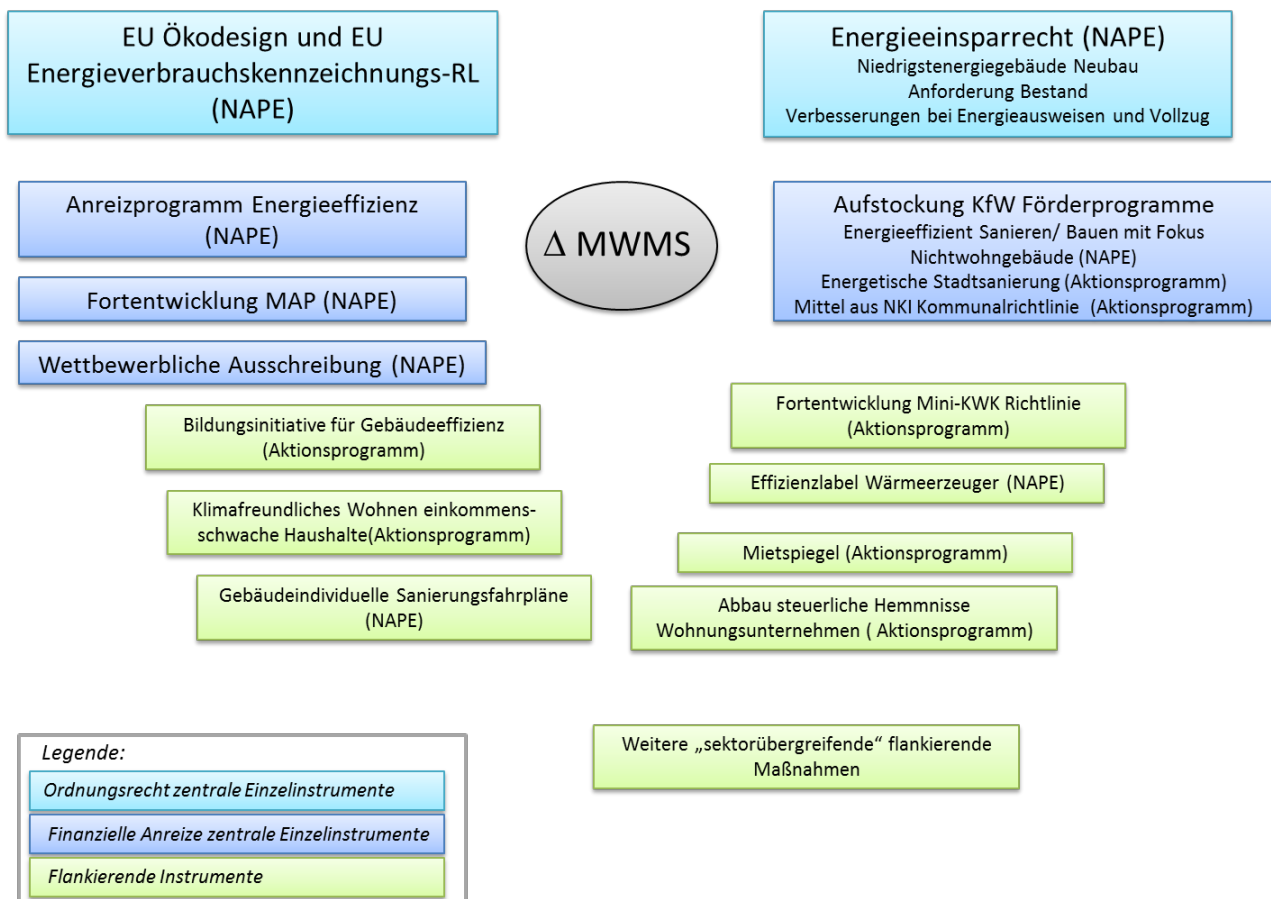 EU Ökodesign und EU
Energieverbrauchskennzeichnungs-RL
(NAPE)
Energieeinsparrecht (NAPE)
Niedrigstenergiegebäude Neubau
Anforderung Bestand
Verbesserungen bei Energieausweisen und Vollzug
Anreizprogramm Energieeffizienz
(NAPE)
Fortentwicklung MAP (NAPE)
Wettbewerbliche Ausschreibung (NAPE)
Δ MWMS
Aufstockung KfW Förderprogramme
Energieeffizient Sanieren/ Bauen mit Fokus
Nichtwohngebäude (NAPE)
Energetische Stadtsanierung (Aktionsprogramm)
Mittel aus NKI Kommunalrichtlinie (Aktionsprogramm)
Bildungsinitiative für Gebäudeeffizienz
(Aktionsprogramm)
Klimafreundliches Wohnen einkommens-
schwache Haushalte(Aktionsprogramm)
Gebäudeindividuelle Sanierungsfahrpläne
(NAPE)
Fortentwicklung Mini-KWK Richtlinie
(Aktionsprogramm)
Effizienzlabel Wärmeerzeuger (NAPE)
Mietspiegel (Aktionsprogramm)
Abbau steuerliche Hemmnisse
Wohnungsunternehmen ( Aktionsprogramm)
Weitere „sektorübergreifende“ flankierende
Maßnahmen
Legende:
Ordnungsrecht zentrale Einzelinstrumente
Finanzielle Anreize zentrale Einzelinstrumente
Flankierende Instrumente